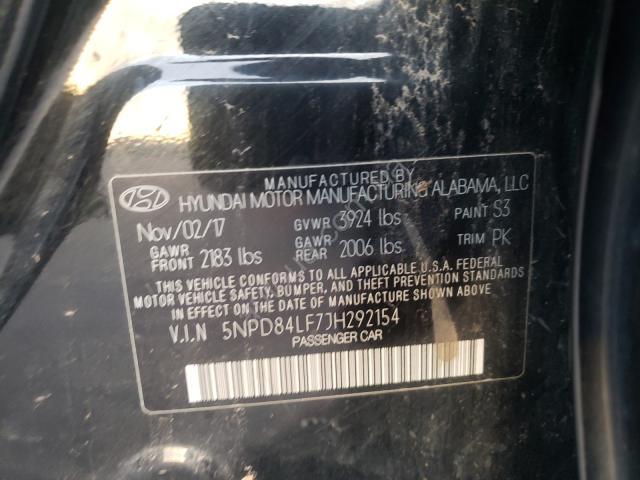 MANUFACTURED BY
HYUNDAI MOTOR MANUFACTURING ALABAMA, LLC
Nov/02/17 GVWR 3924 lbs PAINT S3
GAWR FRONT 2183 lbs GAWR REAR 2006 lbs TRIM PK
THIS VEHICLE CONFORMS TO ALL APPLICABLE U.S.A. FEDERAL
MOTOR VEHICLE SAFETY, BUMPER, AND THEFT PREVENTION STANDARDS
IN EFFECT ON THE DATE OF MANUFACTURE SHOWN ABOVE.
V.I.N 5NPD84LF7JH292154
PASSENGER CAR